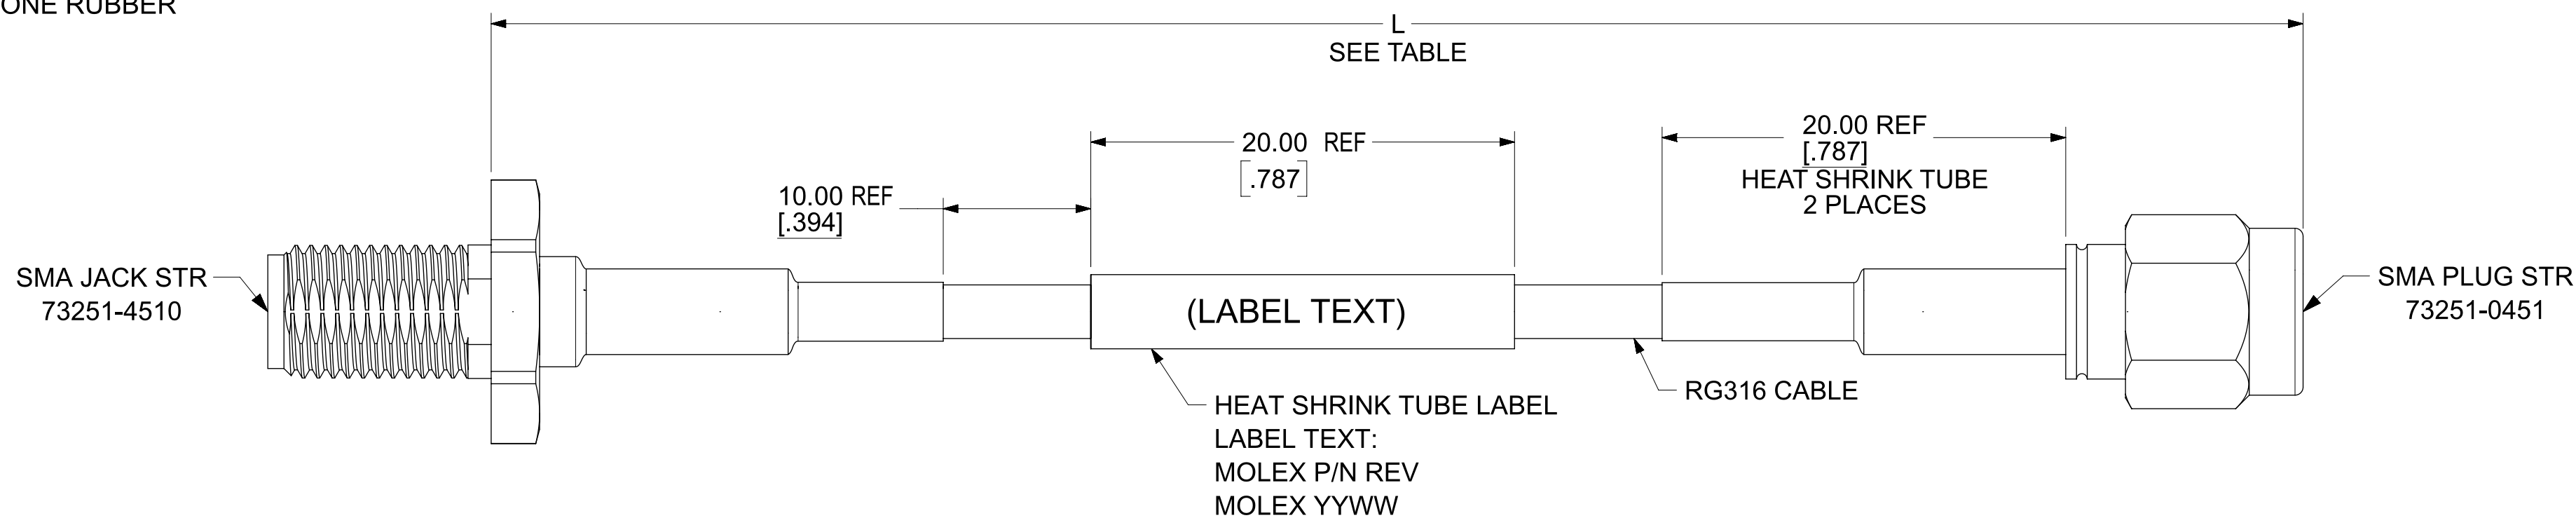 ONE RUBBER
L
SEE TABLE
20.00 REF
[.787]
20.00 REF
[.787]
HEAT SHRINK TUBE
2 PLACES
10.00 REF
[.394]
SMA JACK STR
73251-4510
(LABEL TEXT)
SMA PLUG STR
73251-0451
RG316 CABLE
HEAT SHRINK TUBE LABEL
LABEL TEXT:
MOLEX P/N REV
MOLEX YYWW